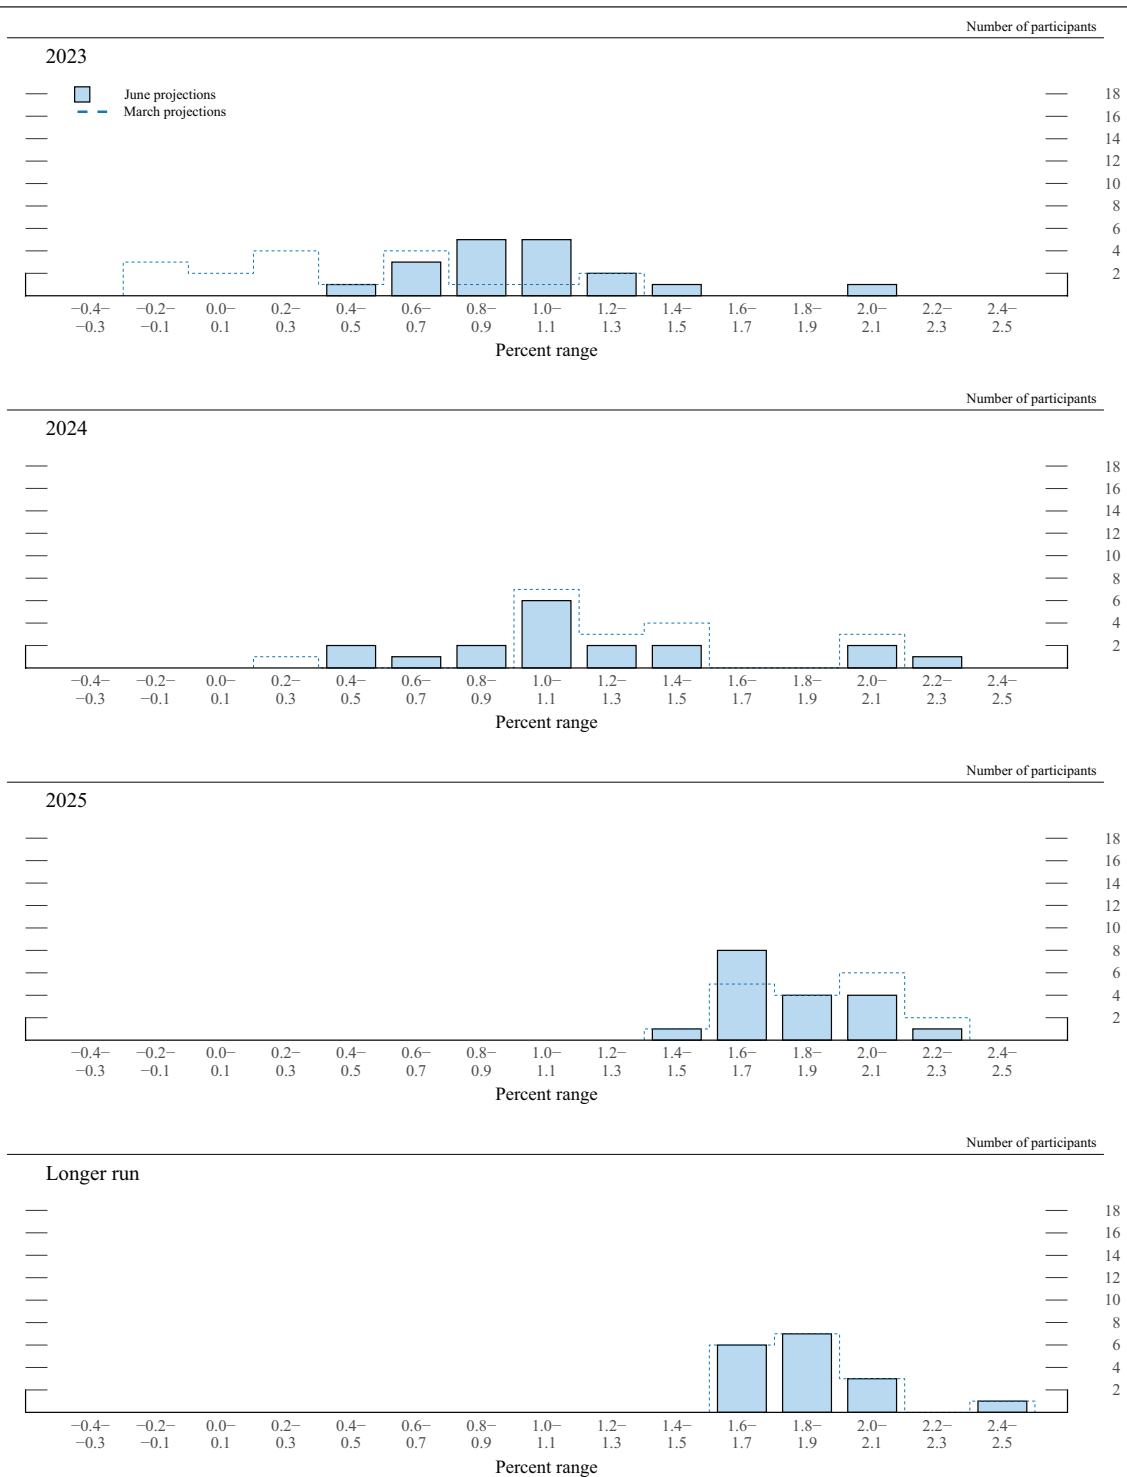 Number of participants
2023
June projections
March projections
18
16
14
12
10
8
6
4
2
−0.4− −0.2− 0.0− 0.2− 0.4− 0.6− 0.8− 1.0− 1.2− 1.4− 1.6− 1.8− 2.0− 2.2− 2.4−
−0.3 −0.1 0.1 0.3 0.5 0.7 0.9 1.1 1.3 1.5 1.7 1.9 2.1 2.3 2.5
Percent range
Number of participants
2024
18
16
14
12
10
8
6
4
2
−0.4− −0.2− 0.0− 0.2− 0.4− 0.6− 0.8− 1.0− 1.2− 1.4− 1.6− 1.8− 2.0− 2.2− 2.4−
−0.3 −0.1 0.1 0.3 0.5 0.7 0.9 1.1 1.3 1.5 1.7 1.9 2.1 2.3 2.5
Percent range
Number of participants
2025
18
16
14
12
10
8
6
4
2
−0.4− −0.2− 0.0− 0.2− 0.4− 0.6− 0.8− 1.0− 1.2− 1.4− 1.6− 1.8− 2.0− 2.2− 2.4−
−0.3 −0.1 0.1 0.3 0.5 0.7 0.9 1.1 1.3 1.5 1.7 1.9 2.1 2.3 2.5
Percent range
Number of participants
Longer run
18
16
14
12
10
8
6
4
2
−0.4− −0.2− 0.0− 0.2− 0.4− 0.6− 0.8− 1.0− 1.2− 1.4− 1.6− 1.8− 2.0− 2.2− 2.4−
−0.3 −0.1 0.1 0.3 0.5 0.7 0.9 1.1 1.3 1.5 1.7 1.9 2.1 2.3 2.5
Percent range